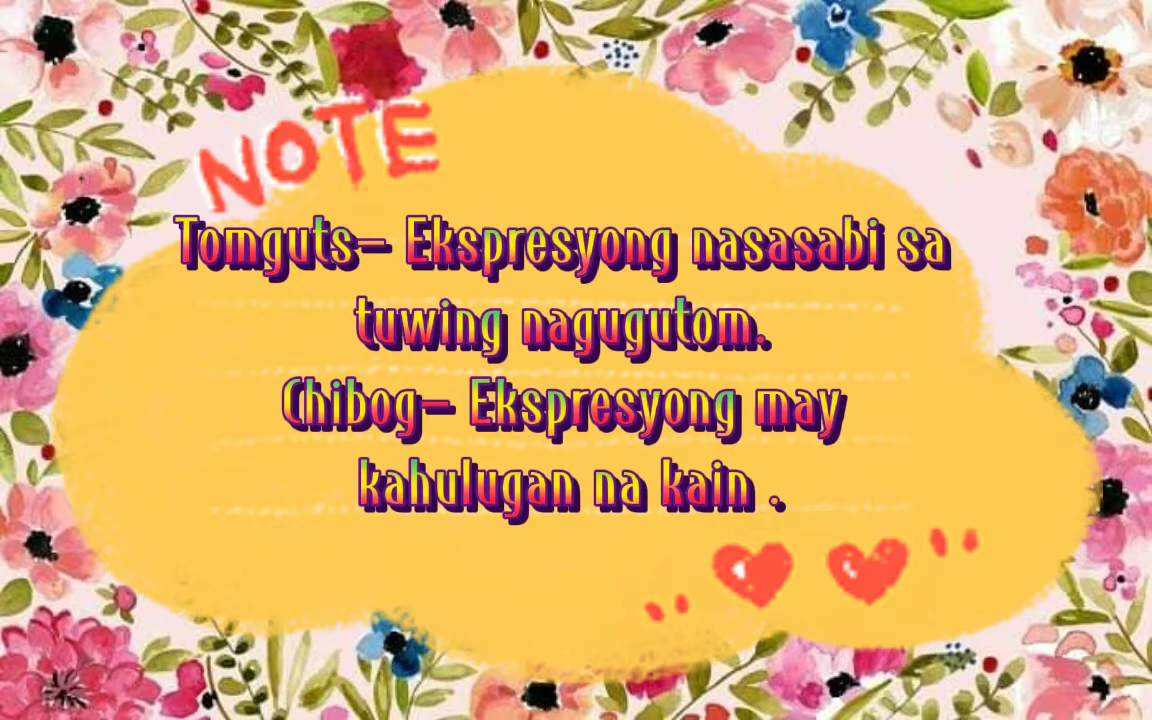 NOTE
Tomguts- Ekspresyong nasasabi sa
tuwing nagugutom.
Chibog- Ekspresyong may
kahulugan na kain .